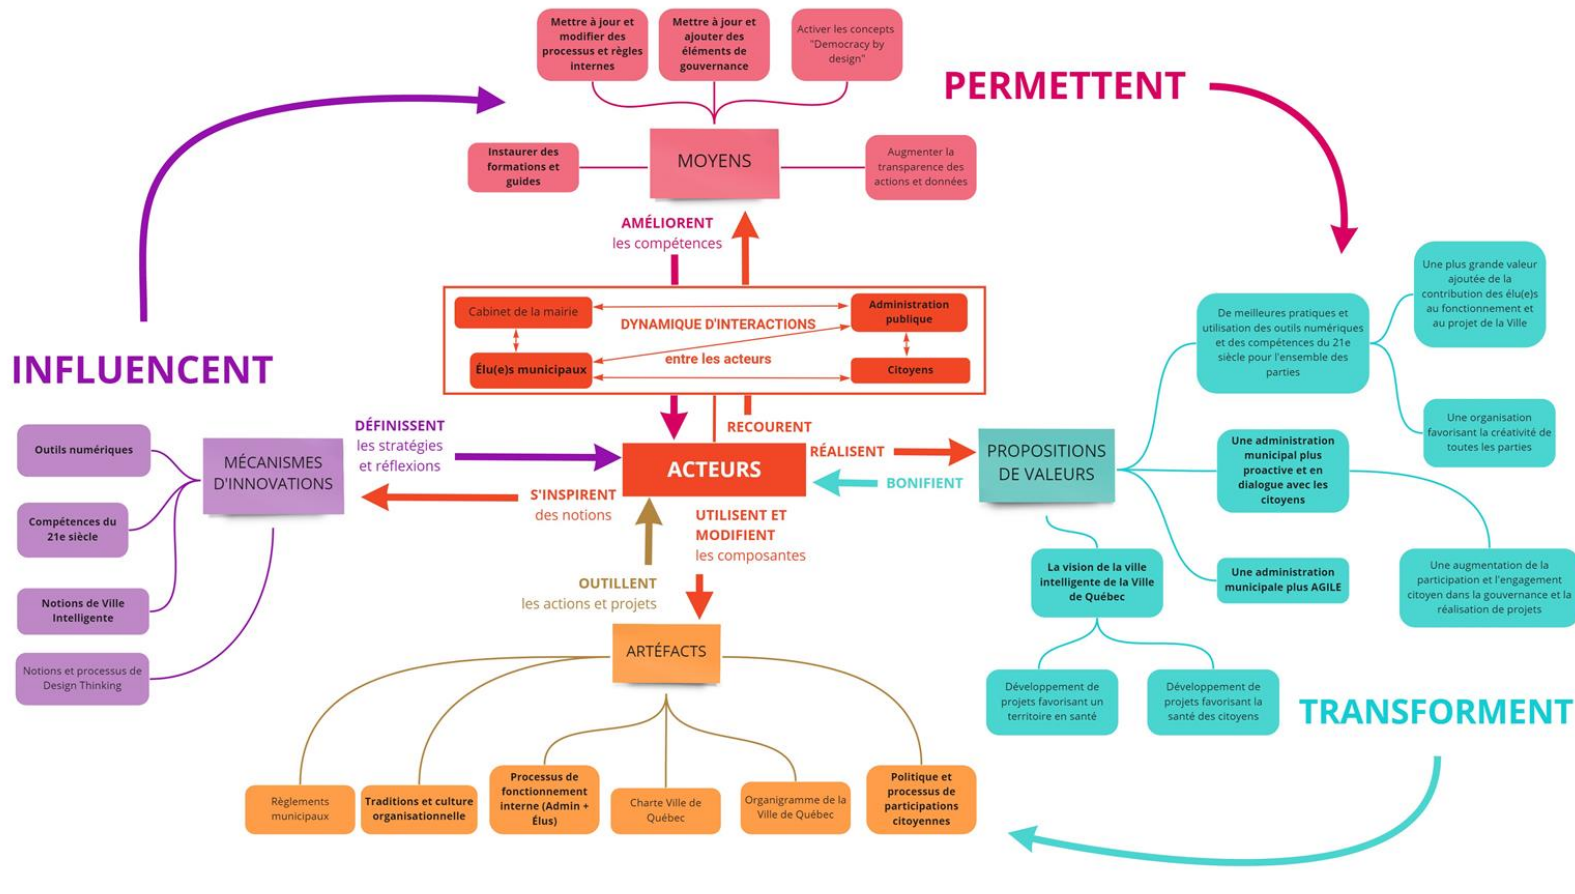 Mettre à jour et
modifier des
processus et règles
internes
Mettre à jour et
ajouter des
éléments de
gouvernance
Activer les concepts
"Democracy by
design"
PERMETTENT
Instaurer des
formations et
guides
MOYENS
Augmenter la
transparence des
actions et données
AMÉLIORENT
les compétences
Cabinet de la mairie
Administration
publique
DYNAMIQUE D'INTERACTIONS
entre les acteurs
Élu(e)s municipaux
Citoyens
INFLUENCENT
DÉFINISSENT
les stratégies
et réflexions
RECOURENT
ACTEURS
RÉALISENT
BONIFIENT
S'INSPIRENT
des notions
UTILISENT ET
MODIFIENT
les composantes
OUTILLENT
les actions et projets
Outils numériques
MÉCANISMES
D'INNOVATIONS
Compétences du
21e siècle
Notions de Ville
Intelligente
Notions et processus de
Design Thinking
PROPOSITIONS
DE VALEURS
De meilleures pratiques et
utilisation des outils numériques
et des compétences du 21e
siècle pour l'ensemble des
parties
Une plus grande valeur
ajoutée de la
contribution des élu(e)s
au fonctionnement et
au projet de la Ville
Une organisation
favorisant la créativité de
toutes les parties
Une administration
municipal plus
proactive et en
dialogue avec les
citoyens
Une administration
municipale plus AGILE
Une augmentation de la
participation et l'engagement
citoyen dans la gouvernance et la
réalisation de projets
La vision de la ville
intelligente de la Ville
de Québec
Développement de
projets favorisant un
territoire en santé
Développement de
projets favorisant la
santé des citoyens
TRANSFORMENT
ARTÉFACTS
Règlements
municipaux
Traditions et culture
organisationnelle
Processus de
fonctionnement
interne (Admin +
Élus)
Charte Ville de
Québec
Organigramme de la
Ville de Québec
Politique et
processus de
participations
citoyennes